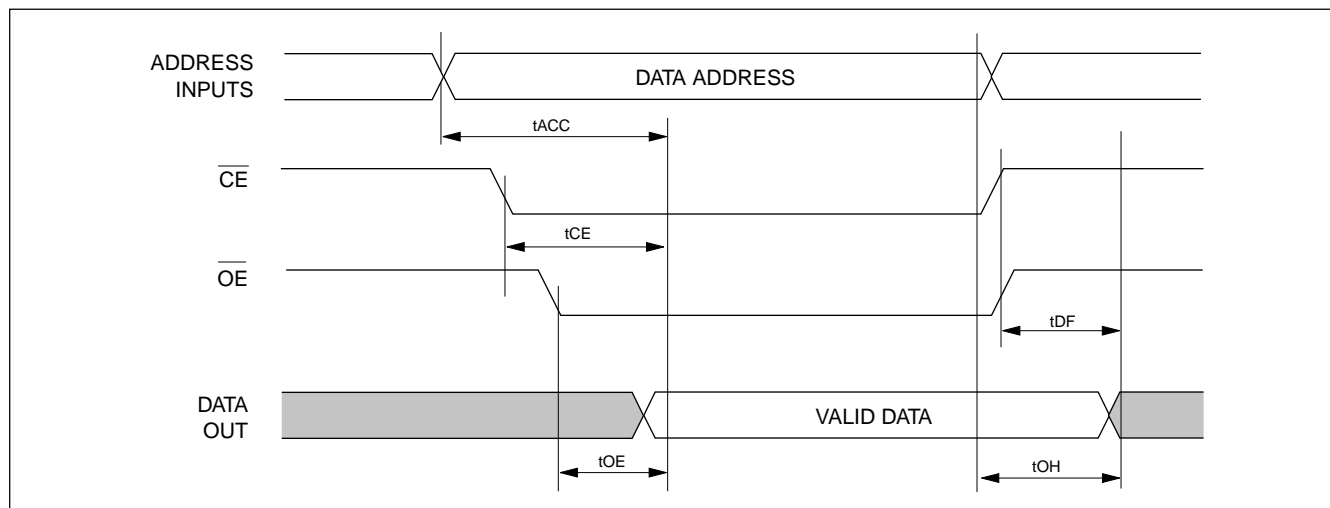 ADDRESS
INPUTS
DATA ADDRESS
tACC
CE
tCE
OE
tDF
DATA
OUT
VALID DATA
tOE
tOH